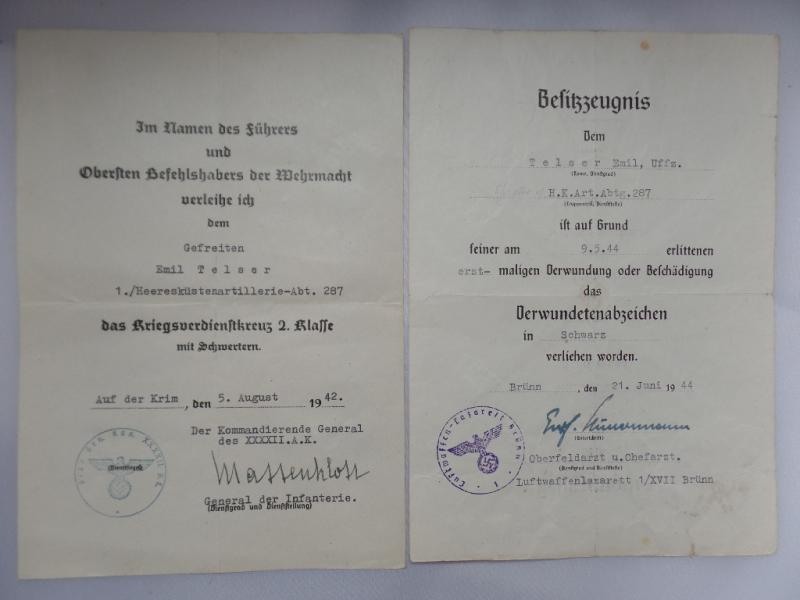 Im Namen des Führers
und
Obersten Befehlshabers der Wehrmacht
verleihe ich
dem
Gefreiten
Emil Telser
1./Heeresküstenartillerie-Abt. 287
das Kriegsverdienstkreuz 2. Klasse
mit Schwertern.
Auf der Krim, den 5. August 1942.
Der Kommandierende General
des XXXXII.A.K.
General der Infanterie.
(Dienstgrad und Dienststellung)
(Dienstsiegel)
Besitzzeugnis
Dem
Telser Emil, Uffz.
(Name, Dienstgrad)
H.K.Art.Abtg.287
(Truppenteil, Dienststelle)
ist auf Grund
seiner am 9.5.44 erlittenen
erst- maligen Verwundung oder Beschädigung
das
Verwundetenabzeichen
in Schwarz
verliehen worden.
Brünn, den 21. Juni 1944
(Unterschrift)
Oberfeldarzt u. Chefarzt.
(Dienstgrad und Dienststelle)
Luftwaffenlazarett 1/XVII Brünn
Luftwaffen-Lazarett Brünn